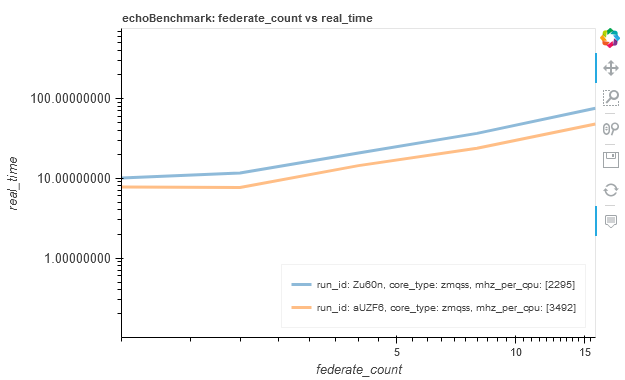 echoBenchmark: federate_count vs real_time
100.00000000
10.00000000
1.00000000
real_time
run_id: Zu60n, core_type: zmqss, mhz_per_cpu: [2295]
run_id: aUZF6, core_type: zmqss, mhz_per_cpu: [3492]
5
10
15
federate_count